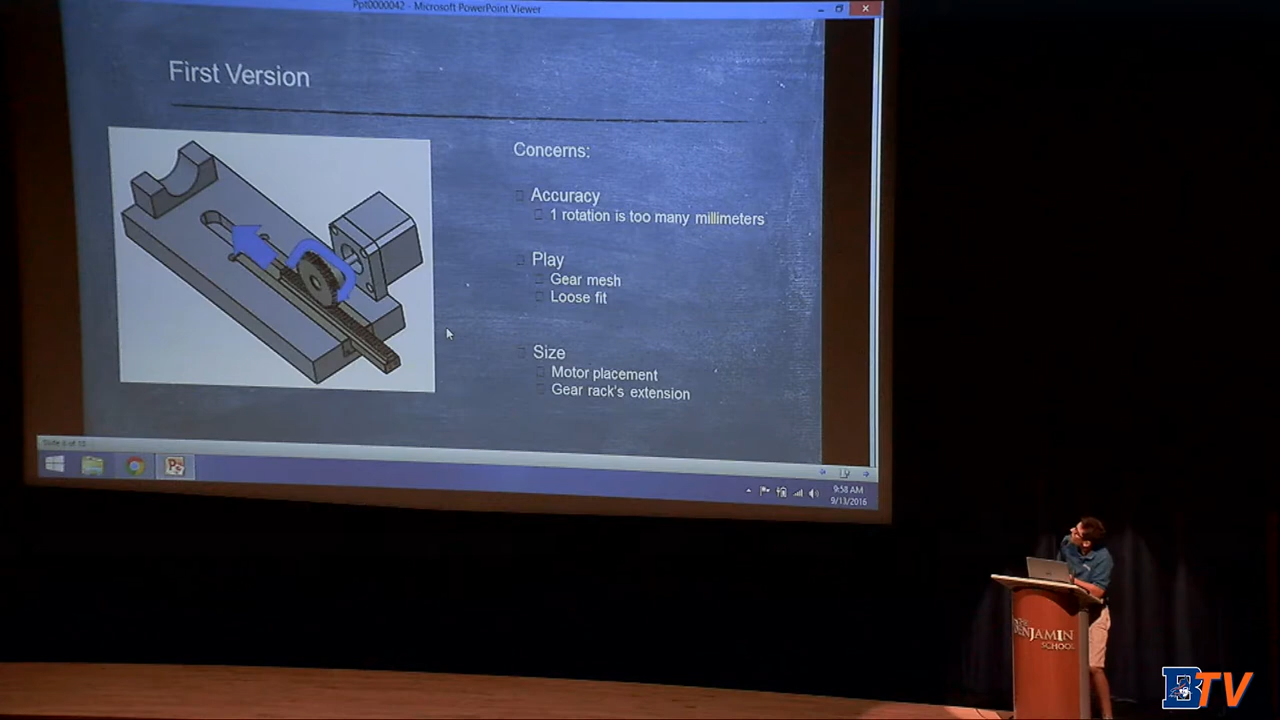 Ppt0000042 - Microsoft PowerPoint Viewer
First Version
Concerns:
Accuracy
1 rotation is too many millimeters
Play
Gear mesh
Loose fit
Size
Motor placement
Gear rack's extension
9:58 AM
9/13/2016
THE
BENJAMIN
SCHOOL
BTV